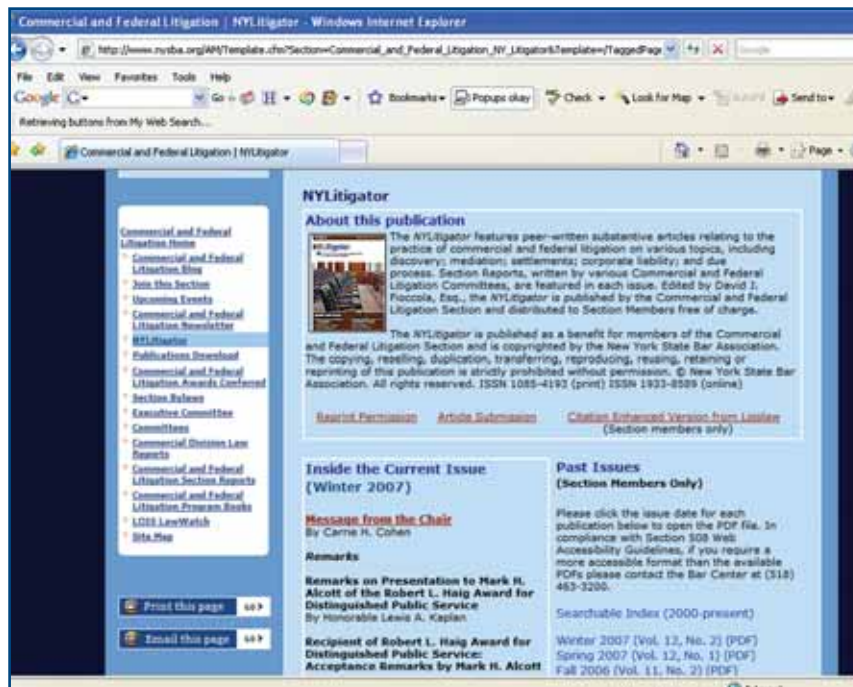 Commercial and Federal Litigation | NYLitigator - Windows Internet Explorer
http://www.nysba.org/AM/Template.cfm?Section=Commercial_and_Federal_Litigation_NY_Litigator&Template=/TaggedPage
Google
File Edit View Favorites Tools Help
Google Go Bookmarks Popups okay Check Look for Map Send to
Retrieving buttons from My Web Search...
Commercial and Federal Litigation | NYLitigator
Page
Commercial and Federal
Litigation Home
Commercial and Federal
Litigation Blog
Join this Section
Upcoming Events
Commercial and Federal
Litigation Newsletter
NYLitigator
Publications Download
Commercial and Federal
Litigation Awards Conferred
Section Bylaws
Executive Committee
Committees
Commercial Division Law
Reports
Commercial and Federal
Litigation Section Reports
Commercial and Federal
Litigation Program Books
LOIS LawWatch
Site Map
Print this page GO
Email this page GO
NYLitigator
About this publication
The NYLitigator features peer-written substantive articles relating to the
practice of commercial and federal litigation on various topics, including
discovery; mediation; settlements; corporate liability; and due
process. Section Reports, written by various Commercial and Federal
Litigation Committees, are featured in each issue. Edited by David J.
Fioccola, Esq., the NYLitigator is published by the Commercial and Federal
Litigation Section and distributed to Section Members free of charge.
The NYLitigator is published as a benefit for members of the Commercial
and Federal Litigation Section and is copyrighted by the New York State Bar Association.
The copying, reselling, duplication, transferring, reproducing, reusing, retaining or
reprinting of this permission is strictly prohibited without permission. © New York State Bar
Association. All rights reserved. ISSN 1085-4193 (print) ISSN 1933-8589 (online)
Reprint Permission Article Submission Citation Enhanced Version from Loislaw
(Section members only)
Inside the Current Issue
(Winter 2007)
Message from the Chair
By Carrie H. Cohen
Remarks
Remarks on Presentation to Mark H.
Alcott of the Robert L. Haig Award for
Distinguished Public Service
By Honorable Lewis A. Kaplan
Recipient of Robert L. Haig Award for
Distinguished Public Service:
Acceptance Remarks by Mark H. Alcott
Past Issues
(Section Members Only)
Please click the issue date for each
publication below to open the PDF file. In
compliance with Section 508 Web
Accessibility Guidelines, if you require a
more accessible format than the available
PDFs please contact the Bar Center at (518)
463-3200.
Searchable Index (2000-present)
Winter 2007 (Vol. 12, No. 2) (PDF)
Spring 2007 (Vol. 12, No. 1) (PDF)
Fall 2006 (Vol. 11, No. 2) (PDF)